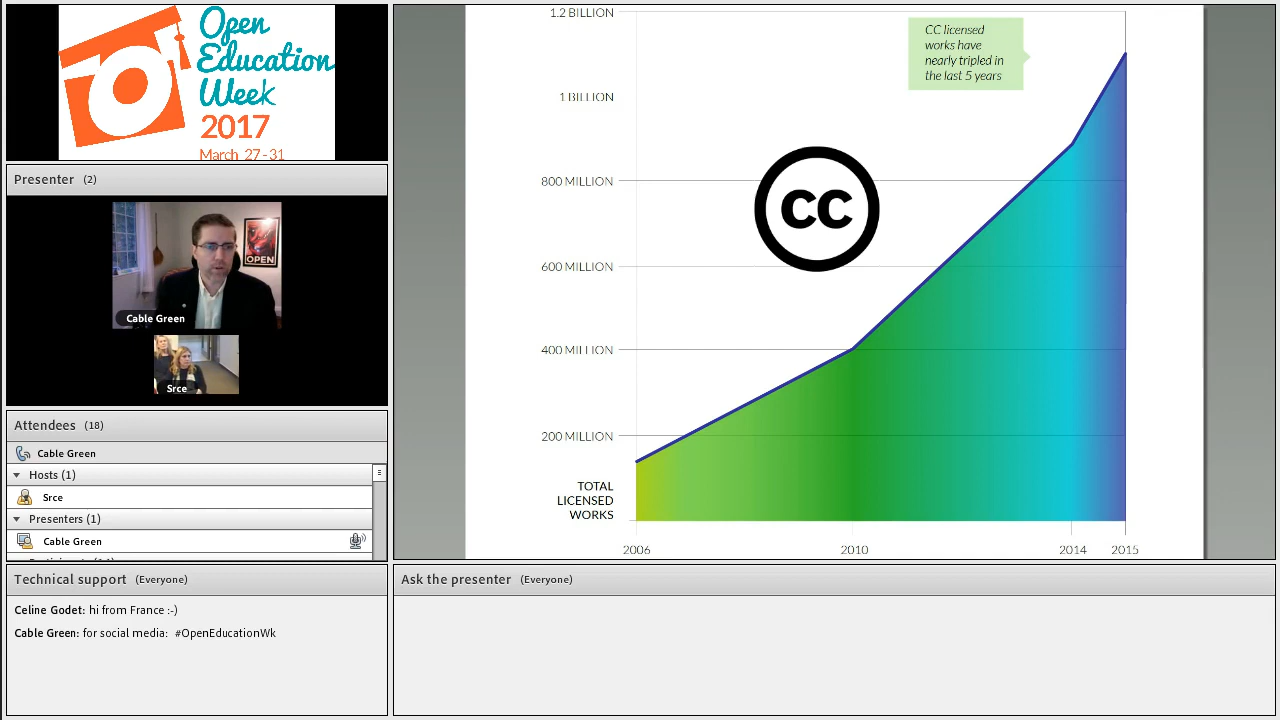 Open
Education
Week
2017
March 27-31
Presenter (2)
OPEN
Cable Green
Srce
Attendees (18)
Cable Green
Hosts (1)
Srce
Presenters (1)
Cable Green
Technical support (Everyone)
Celine Godet: hi from France :-)
Cable Green: for social media: #OpenEducationWk
1.2 BILLION
CC licensed
works have
nearly tripled in
the last 5 years
1 BILLION
800 MILLION
cc
600 MILLION
400 MILLION
200 MILLION
TOTAL
LICENSED
WORKS
2006 2010 2014 2015
Ask the presenter (Everyone)